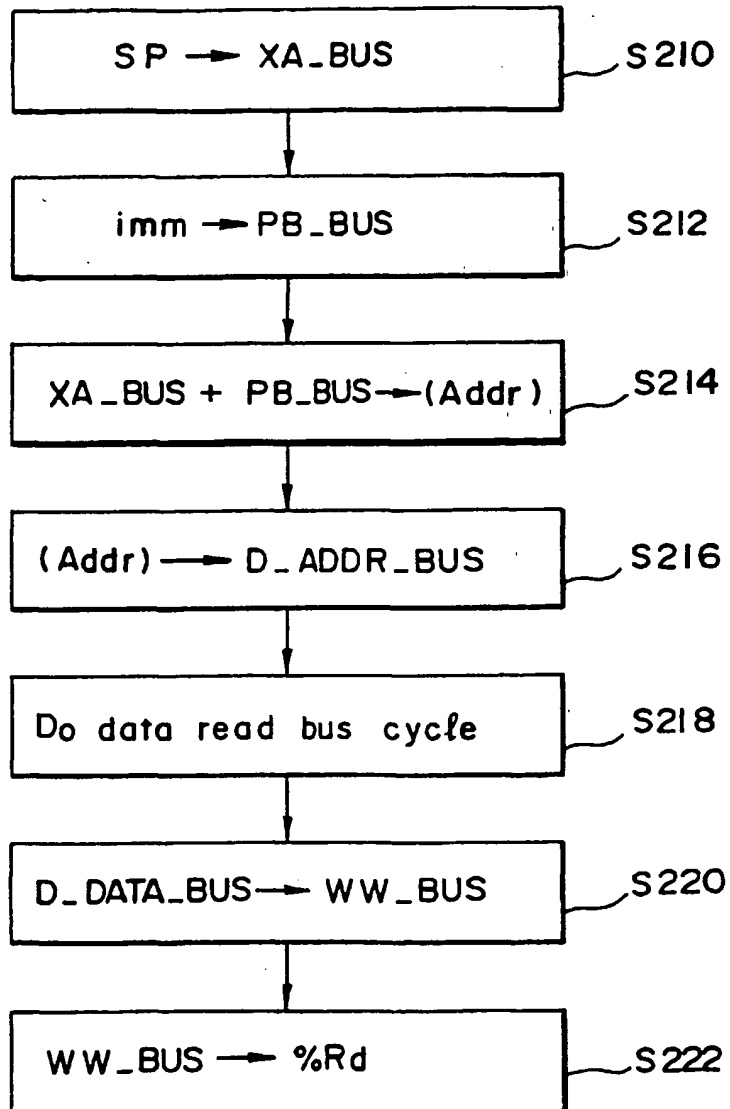 SP → XA_BUS S210
imm → PB_BUS S212
XA_BUS + PB_BUS → (Addr) S214
(Addr) → D_ADDR_BUS S216
Do data read bus cycle S218
D_DATA_BUS → WW_BUS S220
WW_BUS → %Rd S222